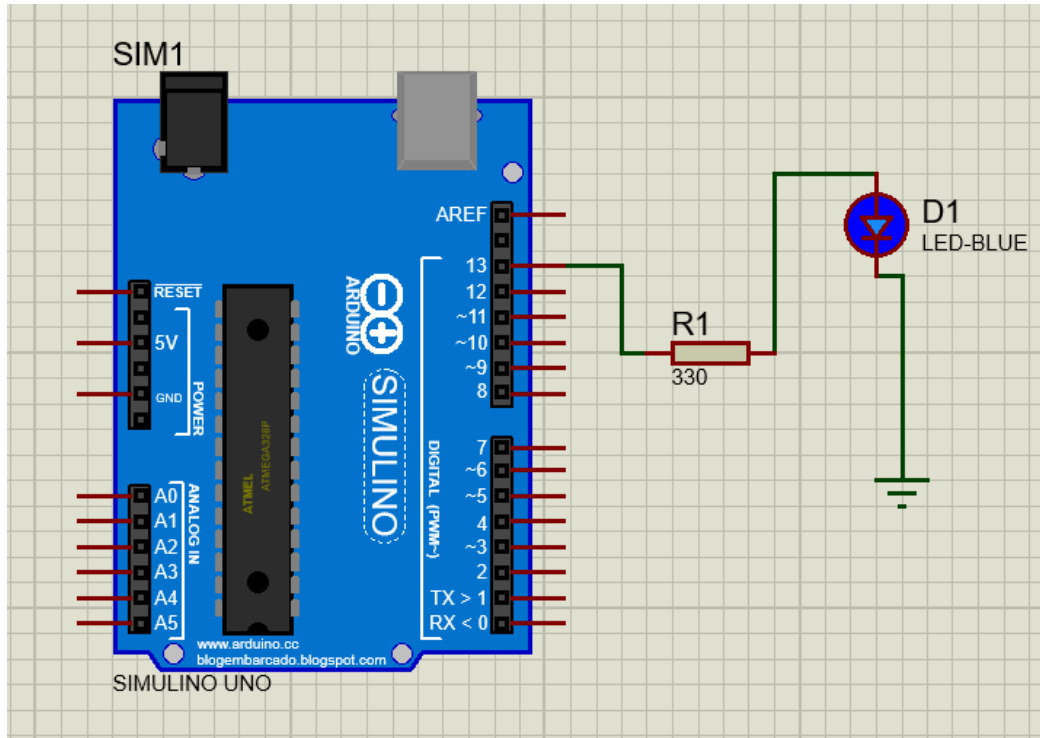 SIM1
AREF
13
12
~11
~10
~9
8
RESET
5V
GND
POWER
ARDUINO
SIMULINO
ATMEL
ATMEGA328P
DIGITAL (PWM~)
7
~6
~5
4
~3
2
TX > 1
RX < 0
A0
A1
A2
A3
A4
A5
ANALOG IN
www.arduino.cc
blogembarcado.blogspot.com
SIMULINO UNO
R1
330
D1
LED-BLUE